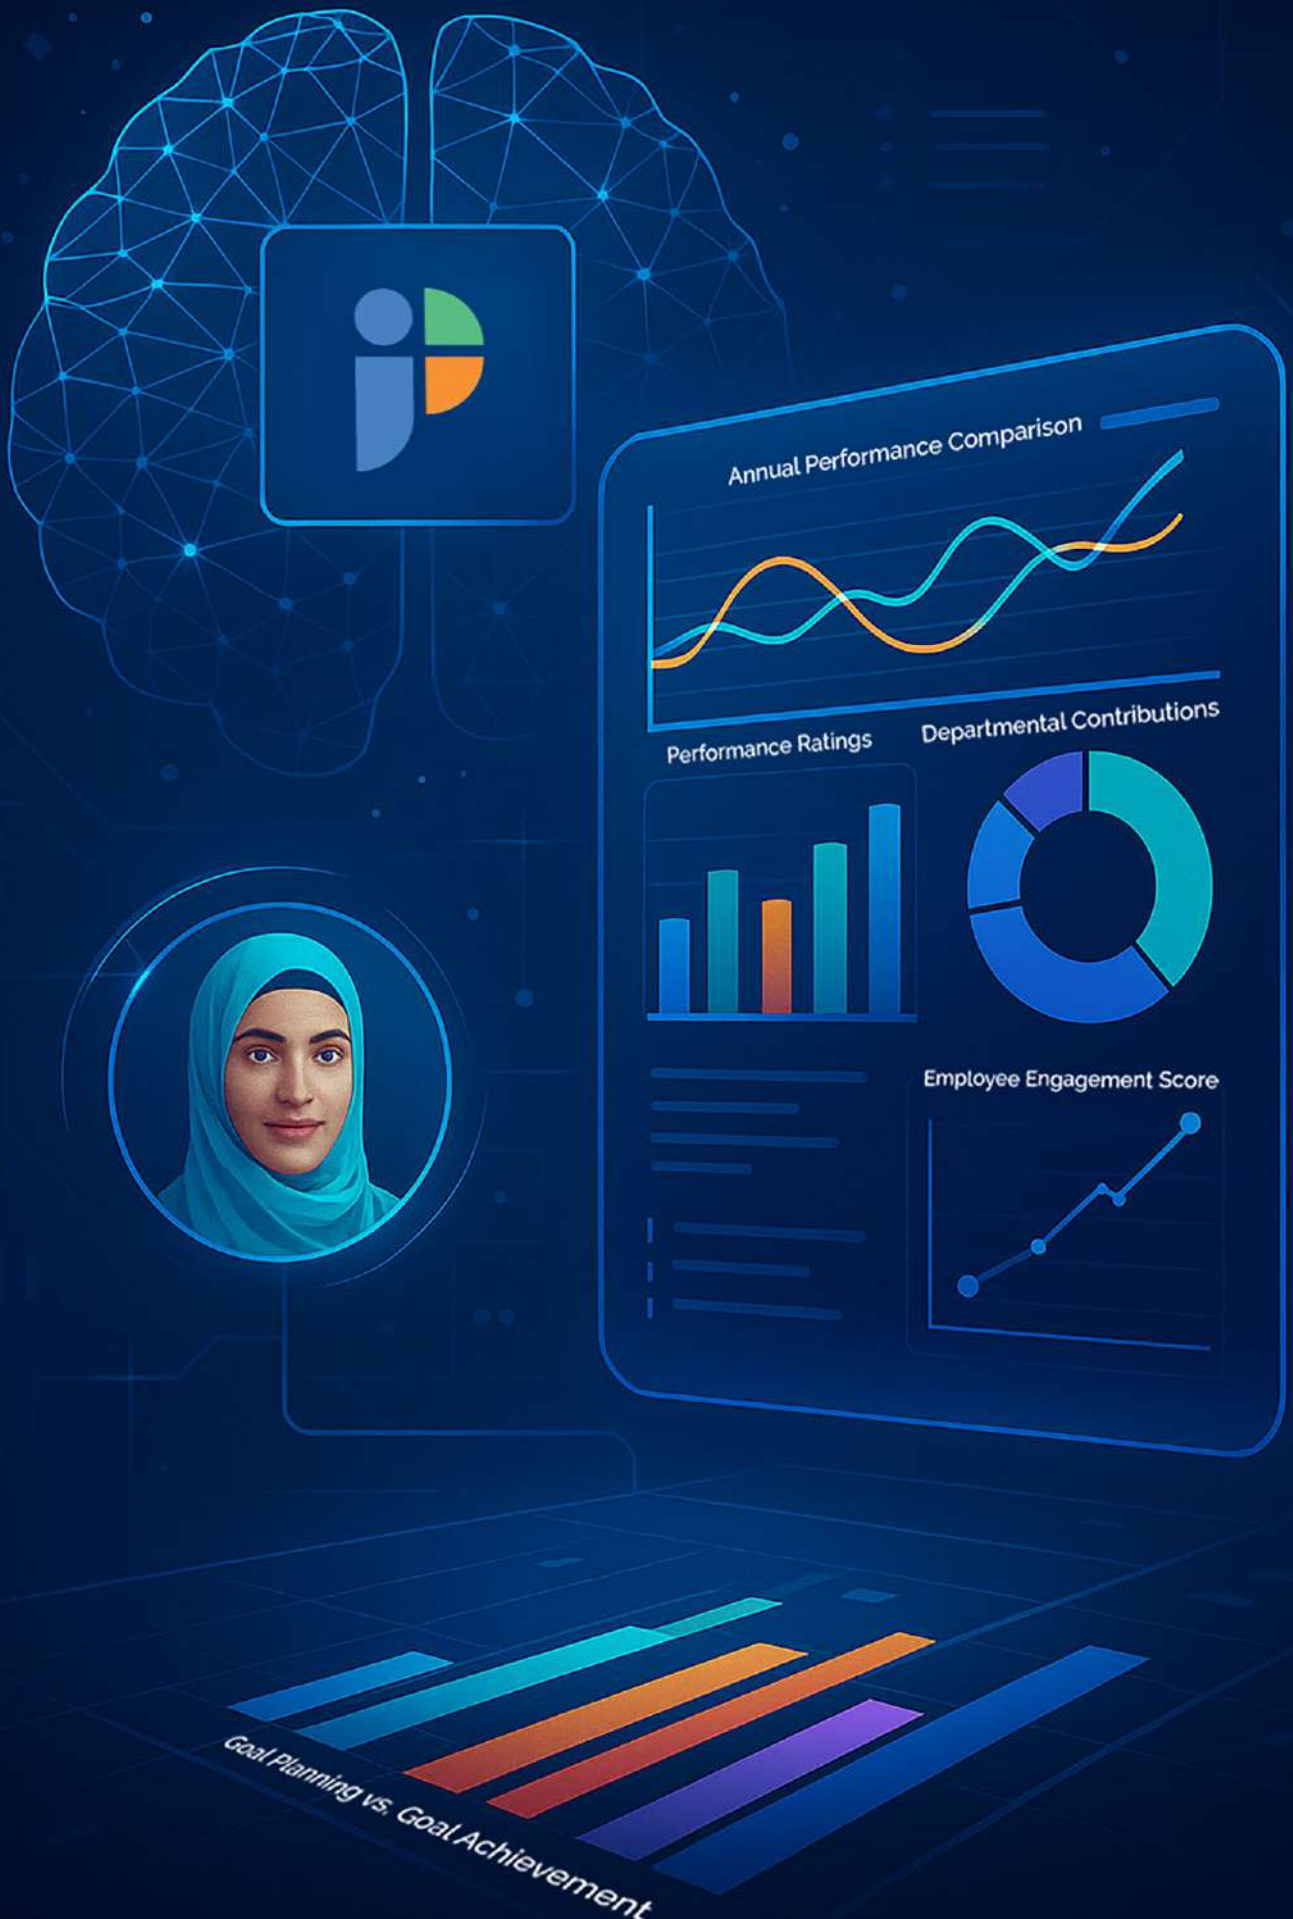 Annual Performance Comparison
Performance Ratings
Departmental Contributions
Employee Engagement Score
Goal Planning vs. Goal Achievement